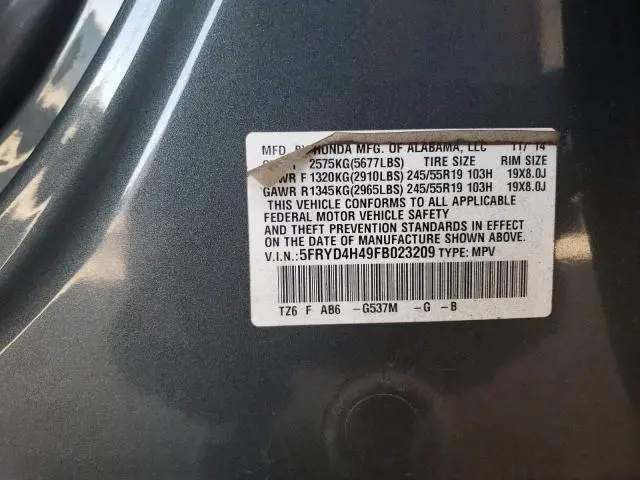 MFD. BY HONDA MFG. OF ALABAMA, LLC 11/ 14
2575KG(5677LBS) TIRE SIZE RIM SIZE
F 1320KG(2910LBS) 245/55R19 103H 19X8.0J
GAWR R1345KG(2965LBS) 245/55R19 103H 19X8.0J
THIS VEHICLE CONFORMS TO ALL APPLICABLE
FEDERAL MOTOR VEHICLE SAFETY
AND THEFT PREVENTION STANDARDS IN EFFECT
ON THE DATE OF MANUFACTURE SHOWN ABOVE.
V.I.N.:5FRYD4H49FB023209 TYPE: MPV
TZ6 F AB6 -G537M -G -B